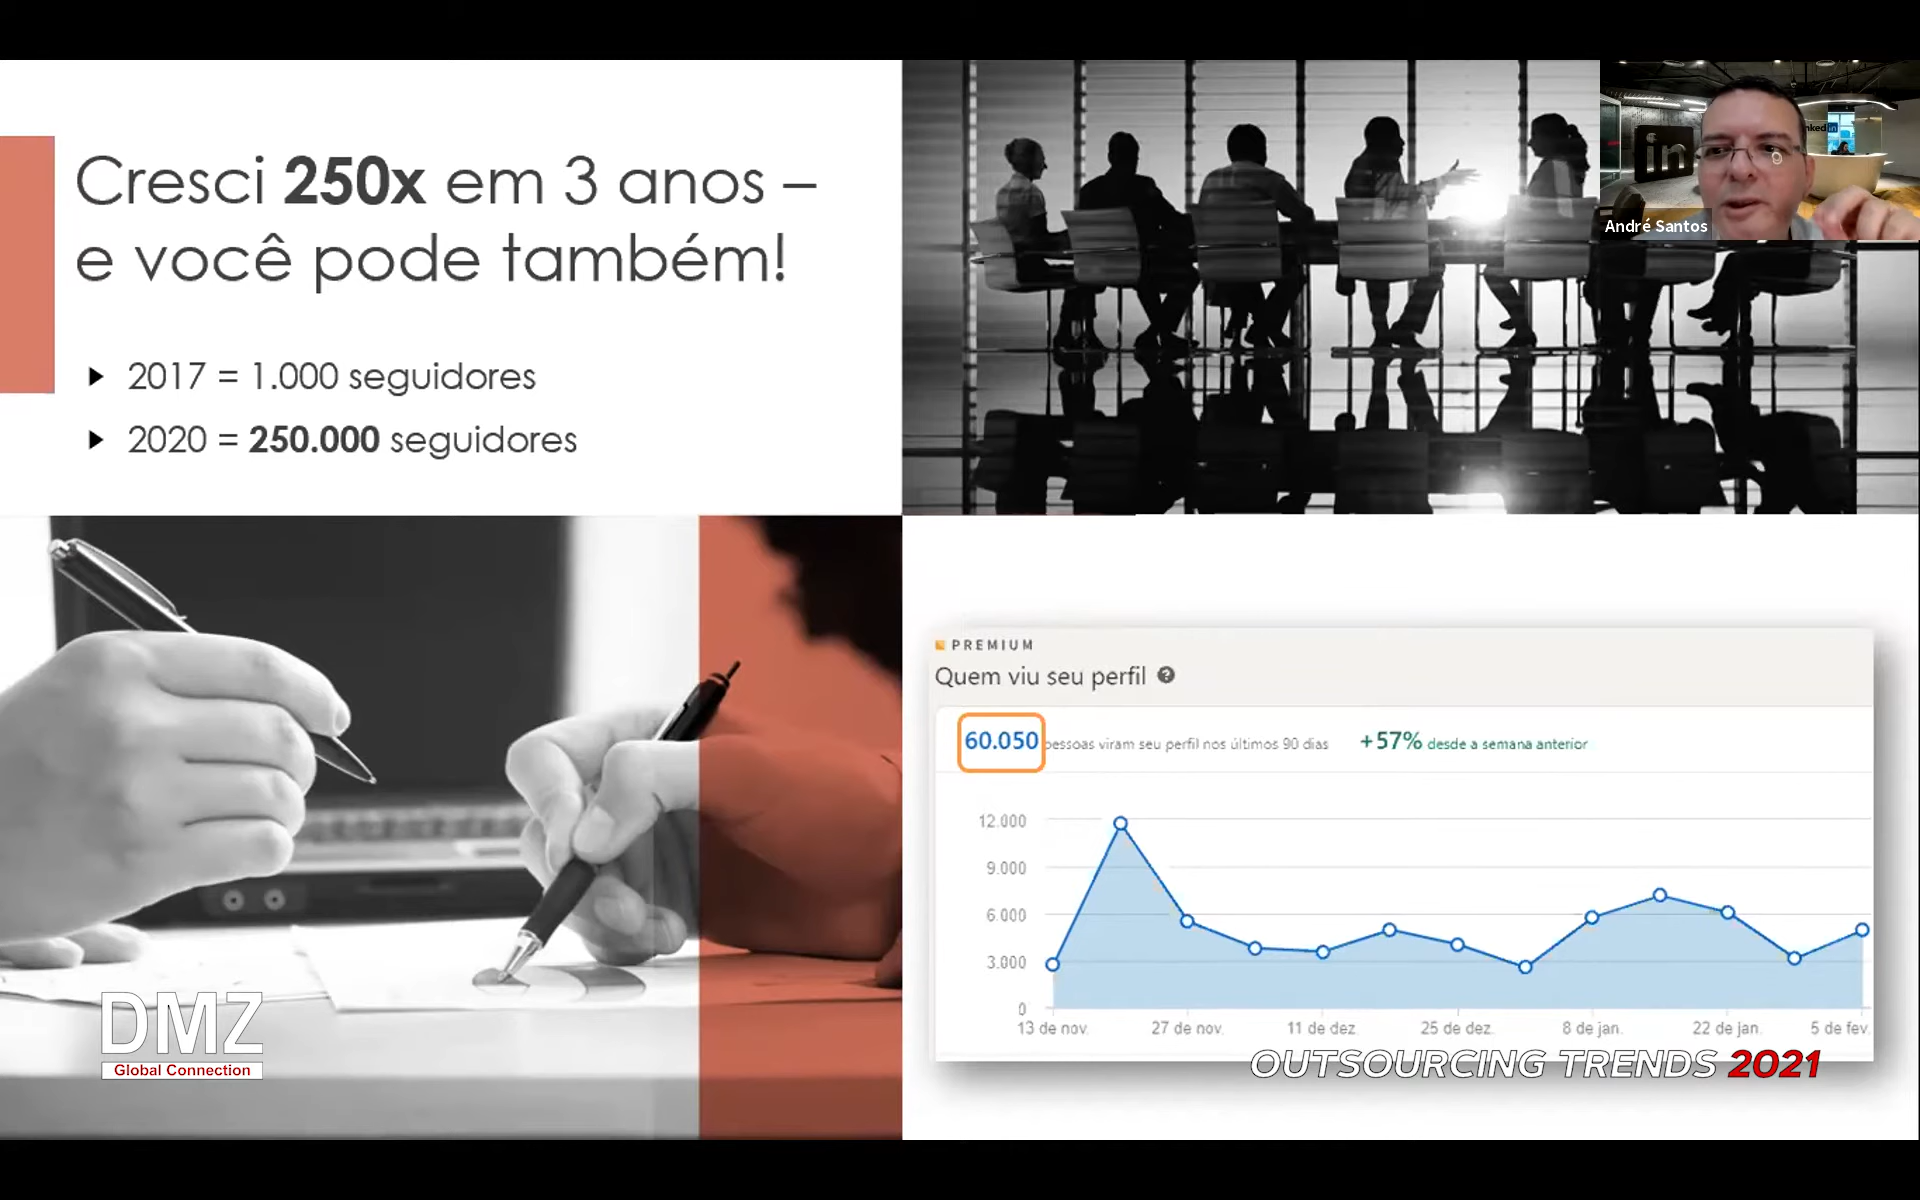 Cresci 250x em 3 anos –
e você pode também!
2017 = 1.000 seguidores
2020 = 250.000 seguidores
in
nkedin
André Santos
PREMIUM
Quem viu seu perfil ?
60.050 pessoas viram seu perfil nos últimos 90 dias +57% desde a semana anterior
12.000
9.000
6.000
3.000
0
13 de nov. 27 de nov. 11 de dez. 25 de dez. 8 de jan. 22 de jan. 5 de fev.
DMZ
Global Connection
OUTSOURCING TRENDS 2021